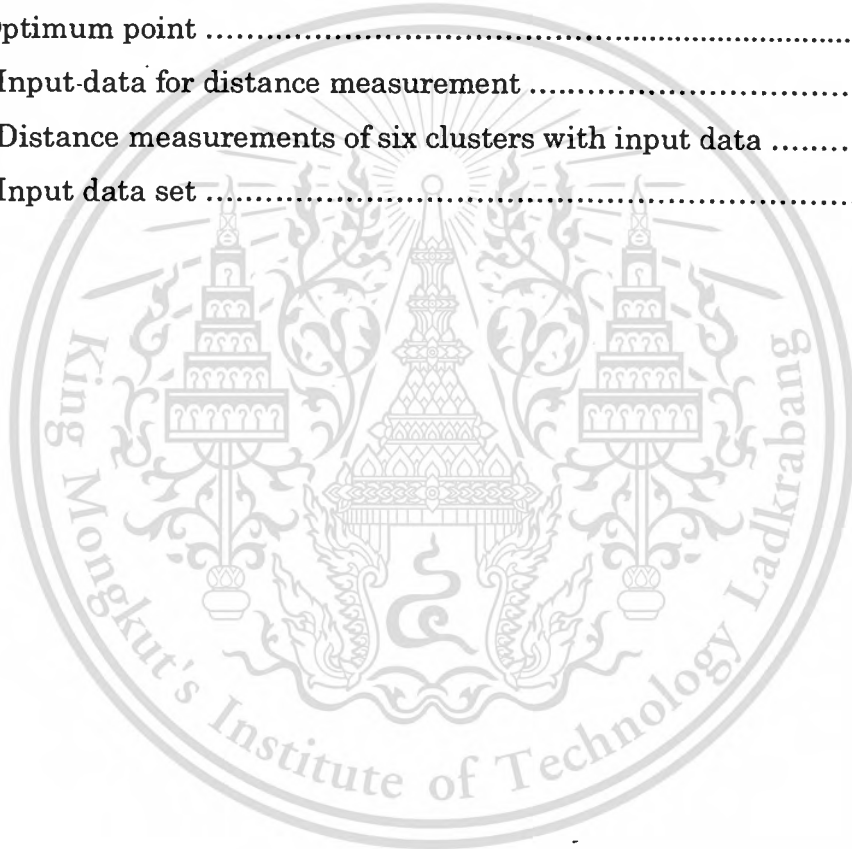 ptimum point ........................................................................
Input-data for distance measurement ....................................
Distance measurements of six clusters with input data ........
Input data set ........................................................................
King Mongkut's Institute of Technology Ladkrabang